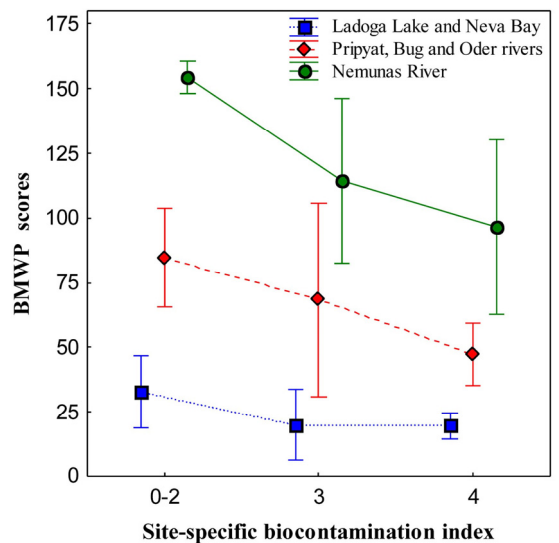 175
150
125
100
75
50
25
0
BMWP scores
Ladoga Lake and Neva Bay
Pripyat, Bug and Oder rivers
Nemunas River
0-2
3
4
Site-specific biocontamination index